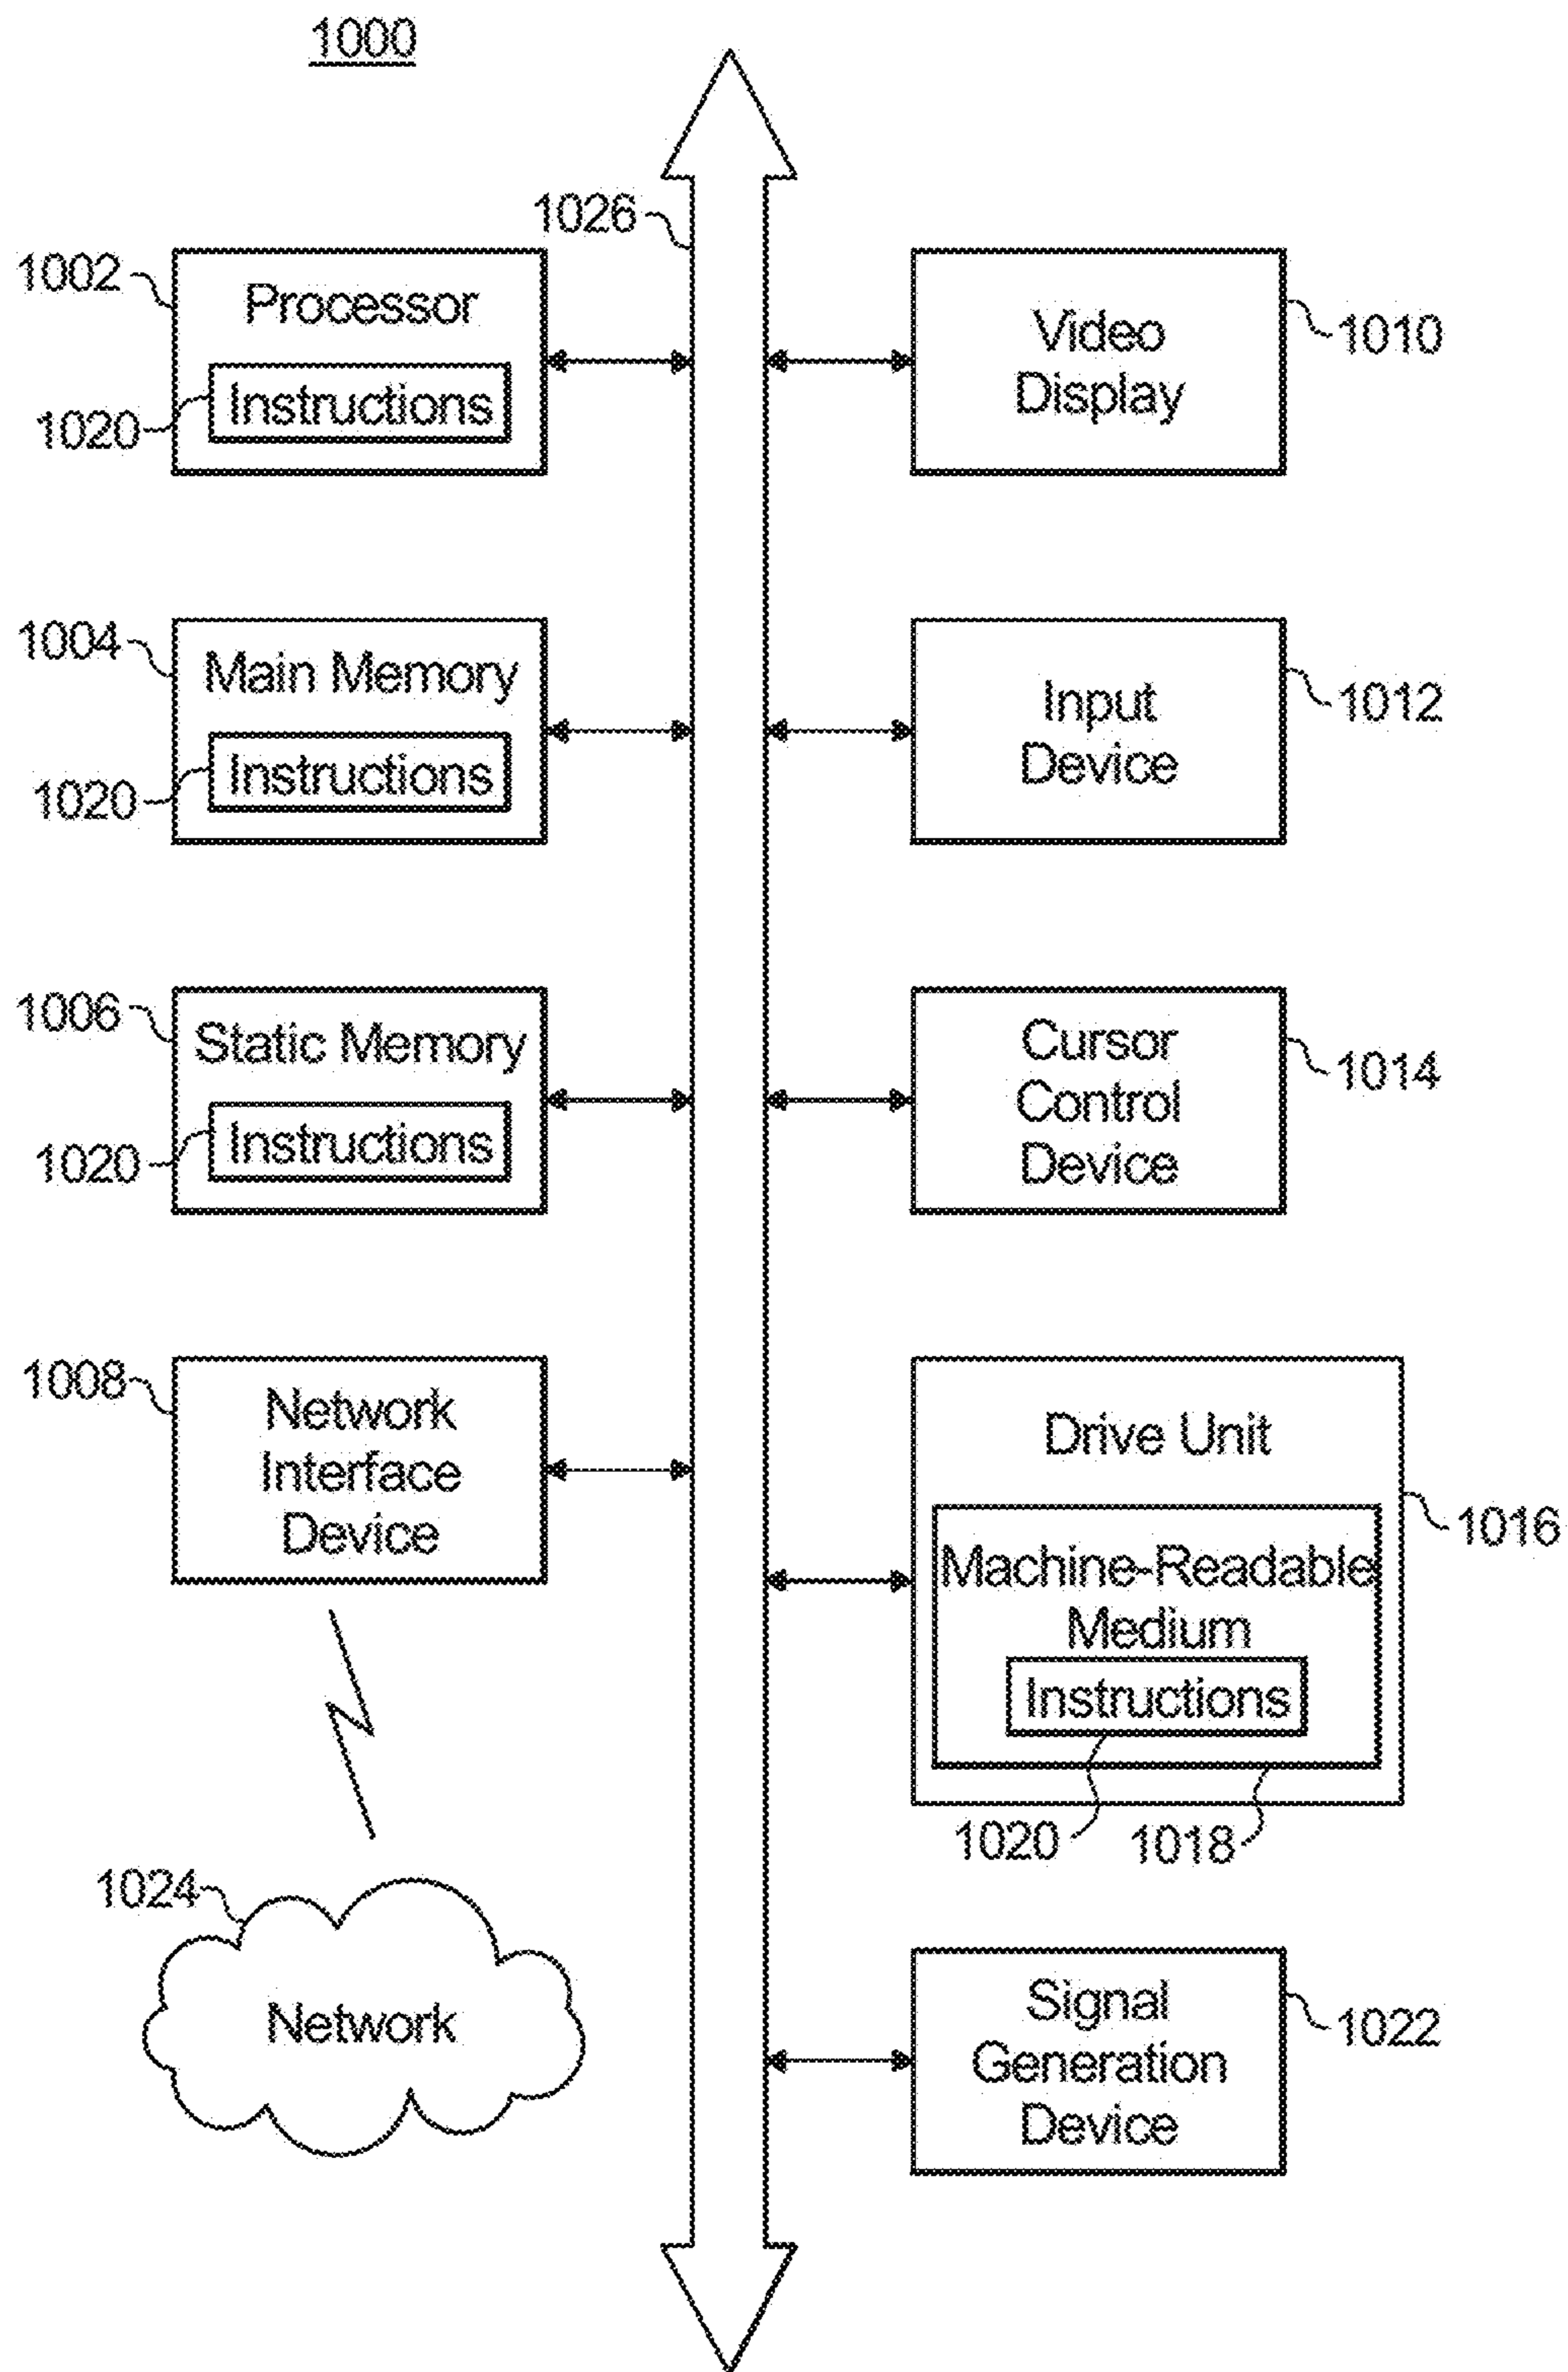 1000
1026
1002
Processor
Instructions
1020
Video
Display
1010
1004
Main Memory
Instructions
1020
Input
Device
1012
1006
Static Memory
Instructions
1020
Cursor
Control
Device
1014
1008
Network
Interface
Device
Drive Unit
1016
Machine-Readable
Medium
Instructions
1020
1018
1024
Network
Signal
Generation
Device
1022